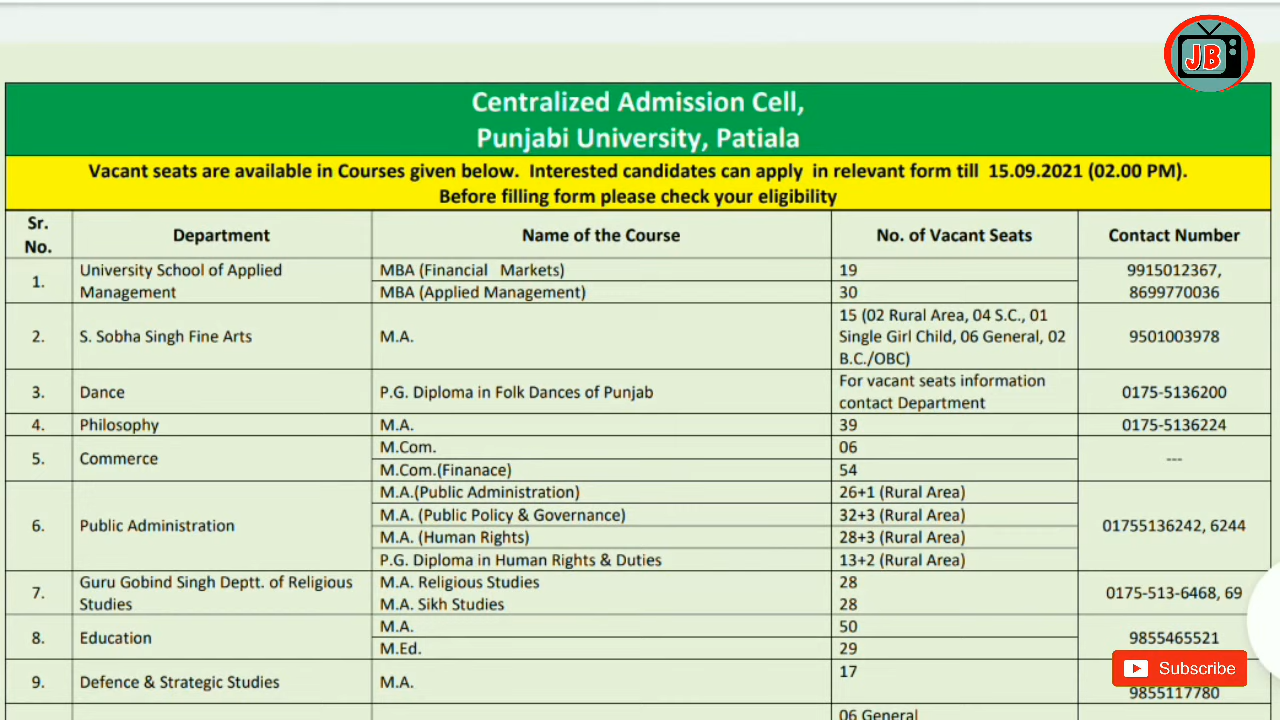 JB
Centralized Admission Cell,
Punjabi University, Patiala
Vacant seats are available in Courses given below. Interested candidates can apply in relevant form till 15.09.2021 (02.00 PM).
Before filling form please check your eligibility
Sr. No. Department Name of the Course No. of Vacant Seats Contact Number
1. University School of Applied Management MBA (Financial Markets) 19 9915012367,
MBA (Applied Management) 30 8699770036
2. S. Sobha Singh Fine Arts M.A. 15 (02 Rural Area, 04 S.C., 01 Single Girl Child, 06 General, 02 B.C./OBC) 9501003978
3. Dance P.G. Diploma in Folk Dances of Punjab For vacant seats information contact Department 0175-5136200
4. Philosophy M.A. 39 0175-5136224
5. Commerce M.Com. 06 ---
M.Com.(Finanace) 54
6. Public Administration M.A.(Public Administration) 26+1 (Rural Area) 01755136242, 6244
M.A. (Public Policy & Governance) 32+3 (Rural Area)
M.A. (Human Rights) 28+3 (Rural Area)
P.G. Diploma in Human Rights & Duties 13+2 (Rural Area)
7. Guru Gobind Singh Deptt. of Religious Studies M.A. Religious Studies 28 0175-513-6468, 69
M.A. Sikh Studies 28
8. Education M.A. 50 9855465521
M.Ed. 29
Subscribe
9. Defence & Strategic Studies M.A. 17 9855117780
06 General